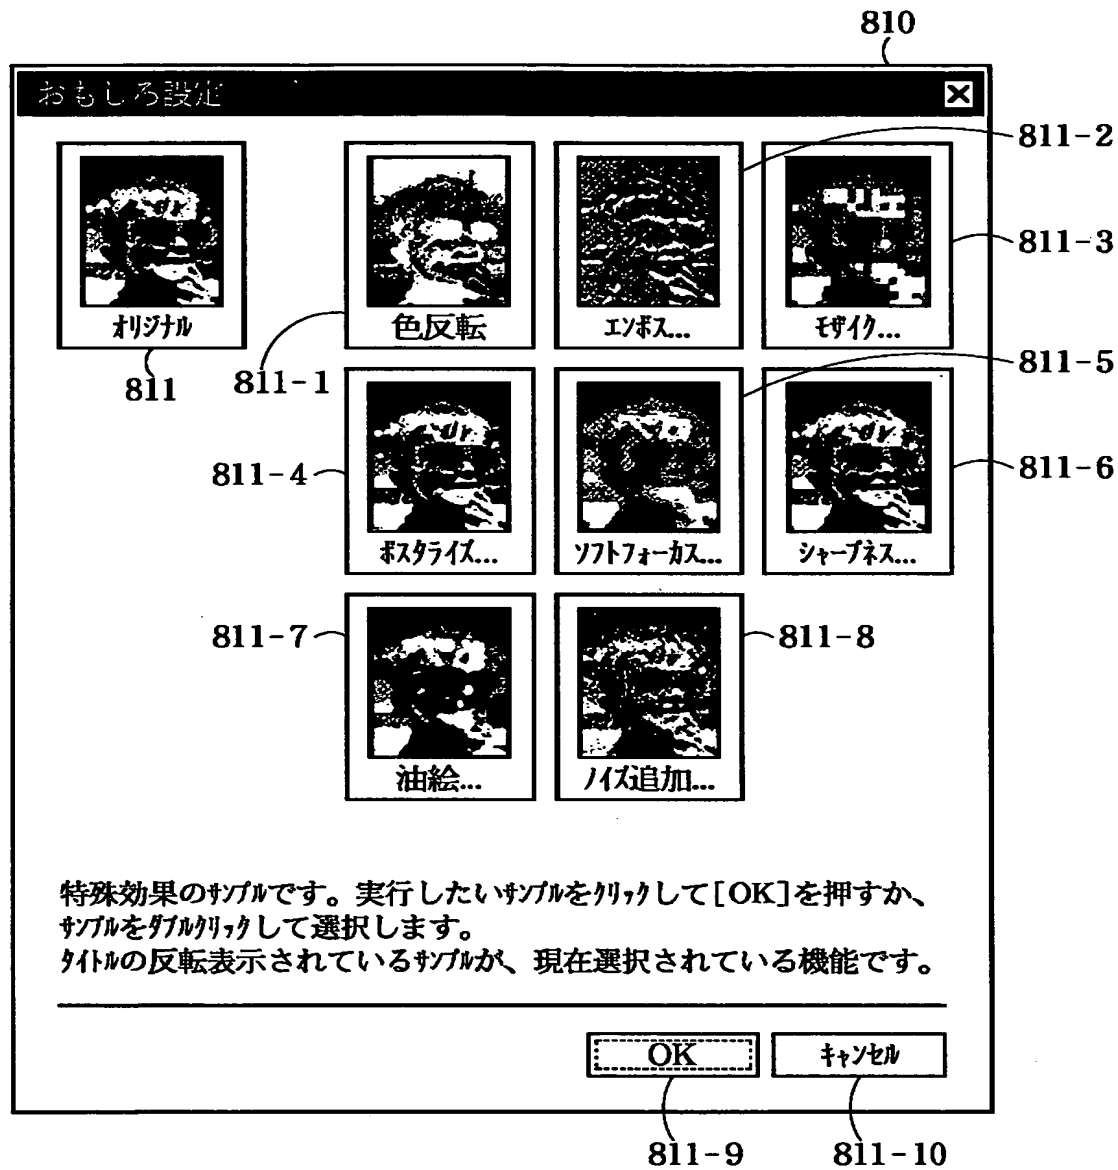 810
おもしろ設定
811-2
811-3
オリジナル
色反転
エンボス...
モザイク...
811
811-1
811-5
811-4
811-6
ポスタライズ...
ソフトフォーカス...
シャープネス...
811-7
811-8
油絵...
ノイズ追加...
特殊効果のサンプルです。実行したいサンプルをクリックして[OK]を押すか、
サンプルをダブルクリックして選択します。
タイトルの反転表示されているサンプルが、現在選択されている機能です。
OK
キャンセル
811-9
811-10